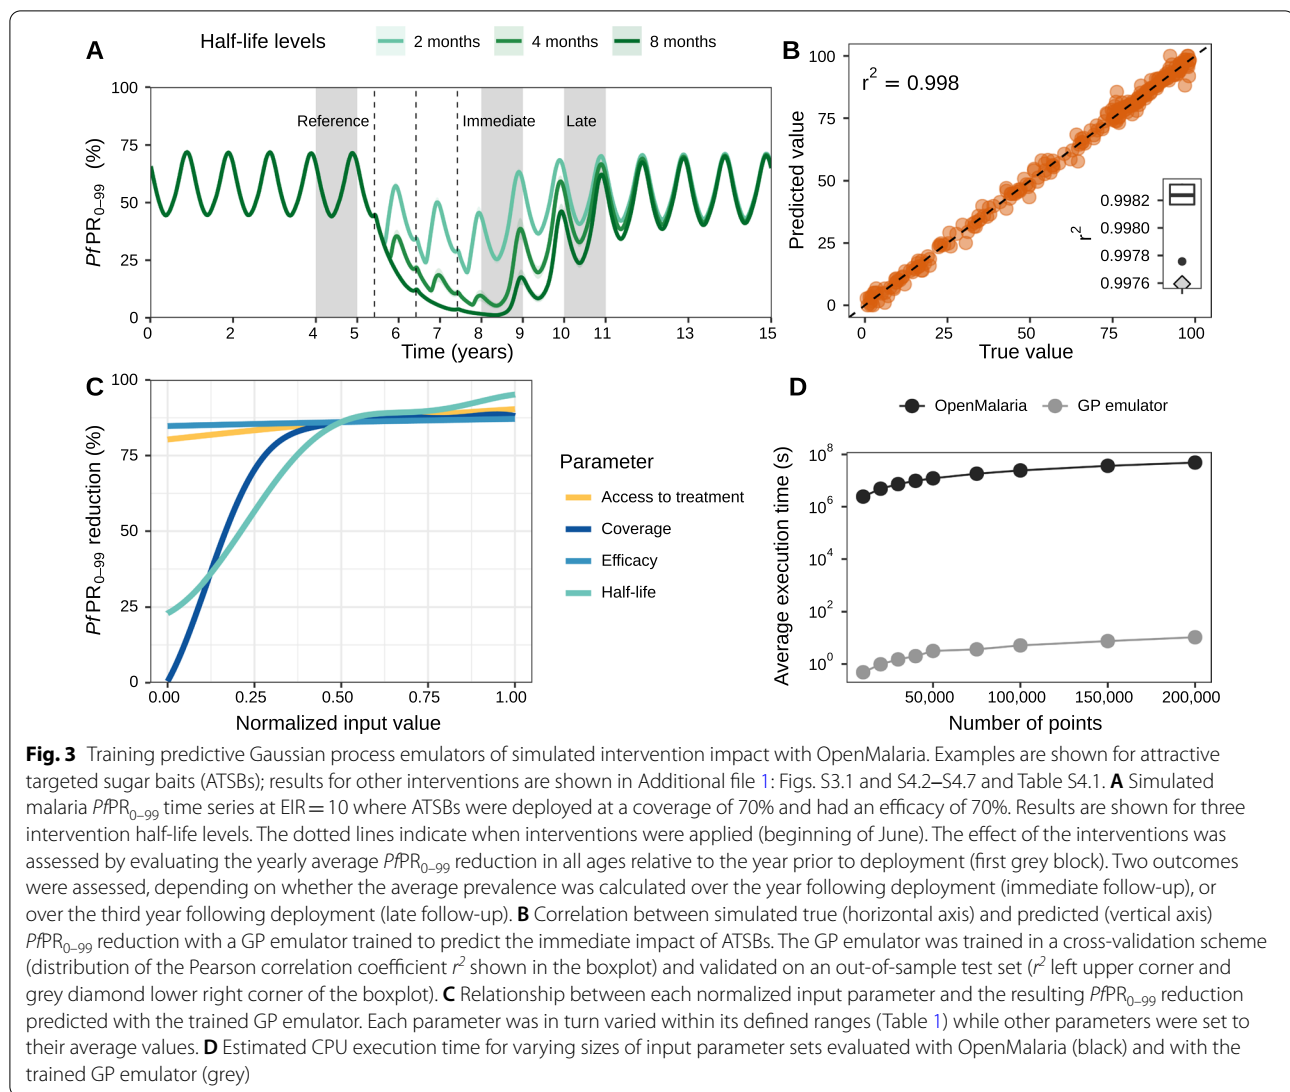 A
Half-life levels
2 months
4 months
8 months
PfPR0–99 (%)
100
75
50
25
0
Reference
Immediate
Late
0 2 4 5 6 7 8 9 10 11 13 15
Time (years)
B
r2 = 0.998
Predicted value
100
75
50
25
0
r2
0.9982
0.9980
0.9978
0.9976
0 25 50 75 100
True value
C
PfPR0–99 reduction (%)
100
75
50
25
0
0.00 0.25 0.50 0.75 1.00
Normalized input value
Parameter
Access to treatment
Coverage
Efficacy
Half-life
D
OpenMalaria
GP emulator
Average execution time (s)
10^8
10^6
10^4
10^2
10^0
50,000 100,000 150,000 200,000
Number of points
Fig. 3 Training predictive Gaussian process emulators of simulated intervention impact with OpenMalaria. Examples are shown for attractive
targeted sugar baits (ATSBs); results for other interventions are shown in Additional file 1: Figs. S3.1 and S4.2–S4.7 and Table S4.1. A Simulated
malaria PfPR0–99 time series at EIR = 10 where ATSBs were deployed at a coverage of 70% and had an efficacy of 70%. Results are shown for three
intervention half-life levels. The dotted lines indicate when interventions were applied (beginning of June). The effect of the interventions was
assessed by evaluating the yearly average PfPR0–99 reduction in all ages relative to the year prior to deployment (first grey block). Two outcomes
were assessed, depending on whether the average prevalence was calculated over the year following deployment (immediate follow-up), or
over the third year following deployment (late follow-up). B Correlation between simulated true (horizontal axis) and predicted (vertical axis)
PfPR0–99 reduction with a GP emulator trained to predict the immediate impact of ATSBs. The GP emulator was trained in a cross-validation scheme
(distribution of the Pearson correlation coefficient r2 shown in the boxplot) and validated on an out-of-sample test set (r2 left upper corner and
grey diamond lower right corner of the boxplot). C Relationship between each normalized input parameter and the resulting PfPR0–99 reduction
predicted with the trained GP emulator. Each parameter was in turn varied within its defined ranges (Table 1) while other parameters were set to
their average values. D Estimated CPU execution time for varying sizes of input parameter sets evaluated with OpenMalaria (black) and with the
trained GP emulator (grey)